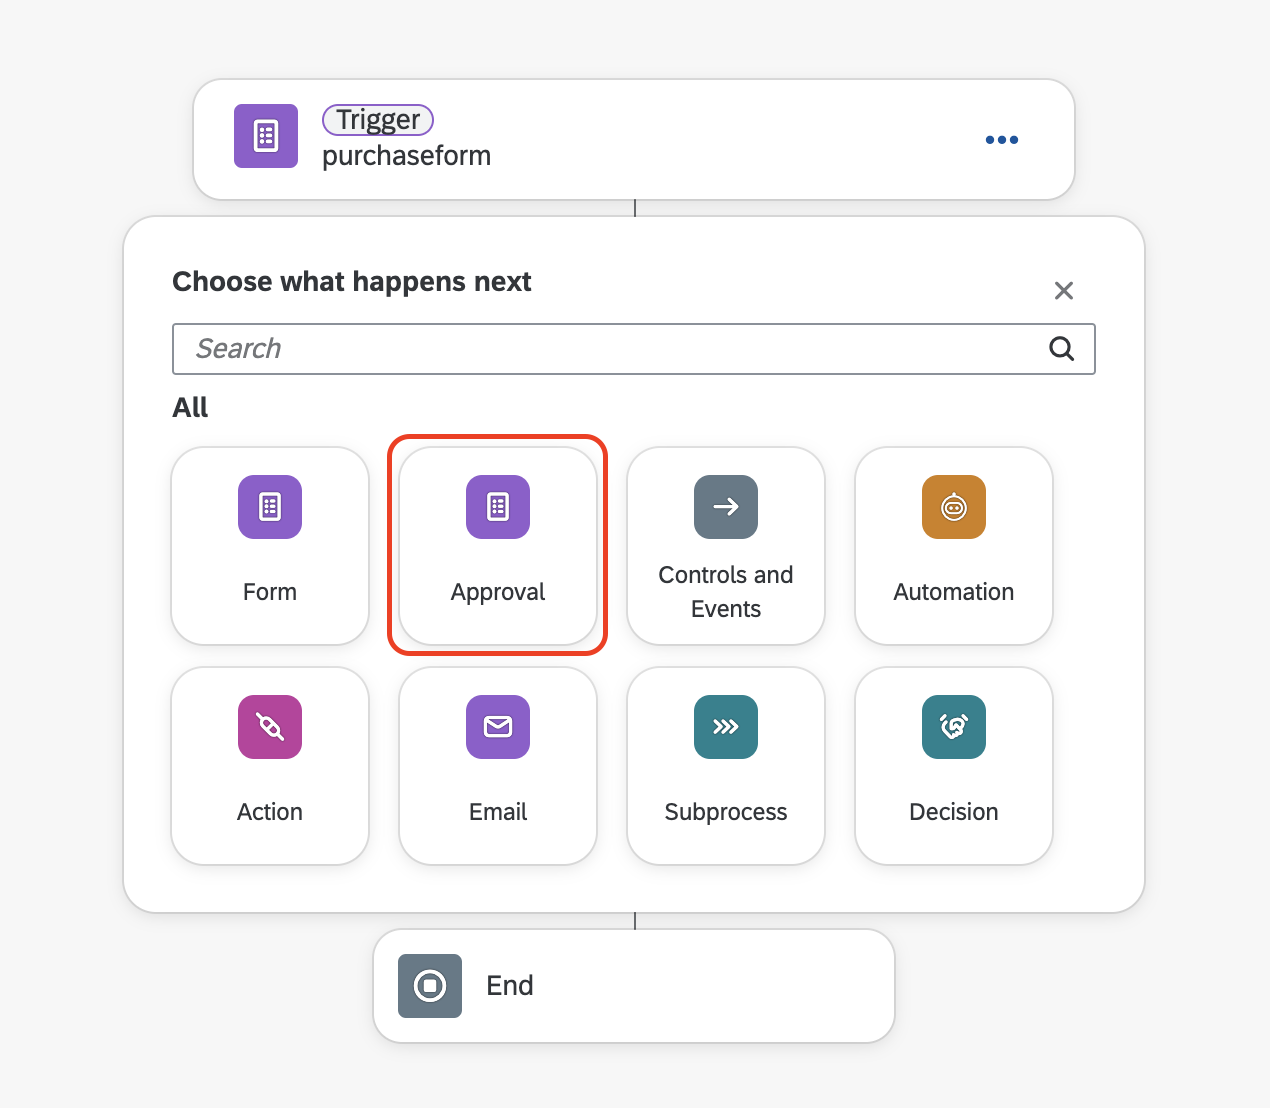 Trigger
purchaseform
Choose what happens next
Search
All
Form
Approval
Controls and
Events
Automation
Action
Email
Subprocess
Decision
End